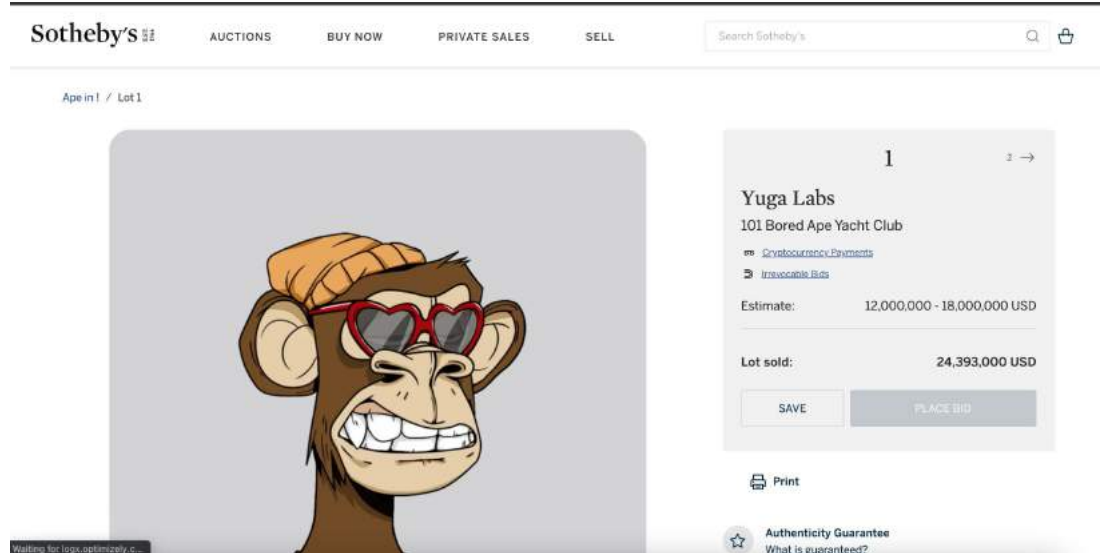 Sotheby's EST. 1744
AUCTIONS BUY NOW PRIVATE SALES SELL
Search Sotheby's
Ape in! / Lot 1
1
2 →
Yuga Labs
101 Bored Ape Yacht Club
Cryptocurrency Payments
Irrevocable Bids
Estimate: 12,000,000 - 18,000,000 USD
Lot sold: 24,393,000 USD
SAVE PLACE BID
Print
Authenticity Guarantee
What is guaranteed?
Waiting for logx.optimizely.c...